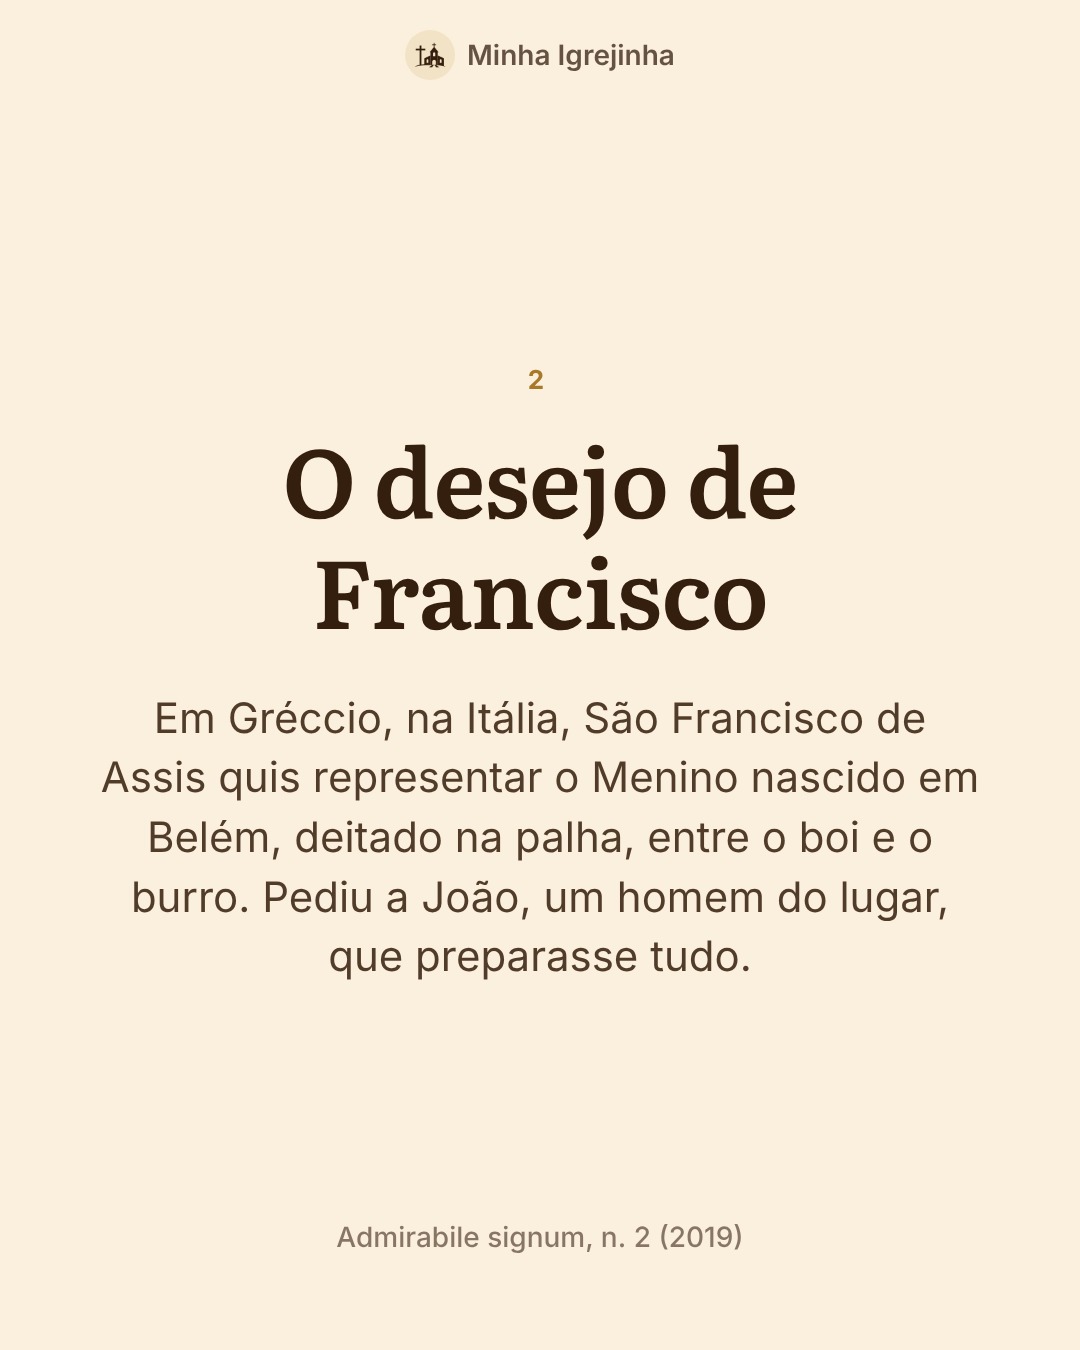 Minha Igrejinha
2
O desejo de
Francisco
Em Gréccio, na Itália, São Francisco de
Assis quis representar o Menino nascido em
Belém, deitado na palha, entre o boi e o
burro. Pediu a João, um homem do lugar,
que preparasse tudo.
Admirabile signum, n. 2 (2019)